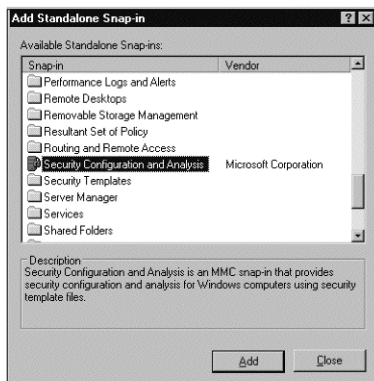 Add Standalone Snap-in
Available Standalone Snap-ins:
Snap-in Vendor
Performance Logs and Alerts
Remote Desktops
Removable Storage Management
Resultant Set of Policy
Routing and Remote Access
Security Configuration and Analysis Microsoft Corporation
Security Templates
Server Manager
Services
Shared Folders
Description
Security Configuration and Analysis is an MMC snap-in that provides
security configuration and analysis for Windows computers using security
template files.
Add Close